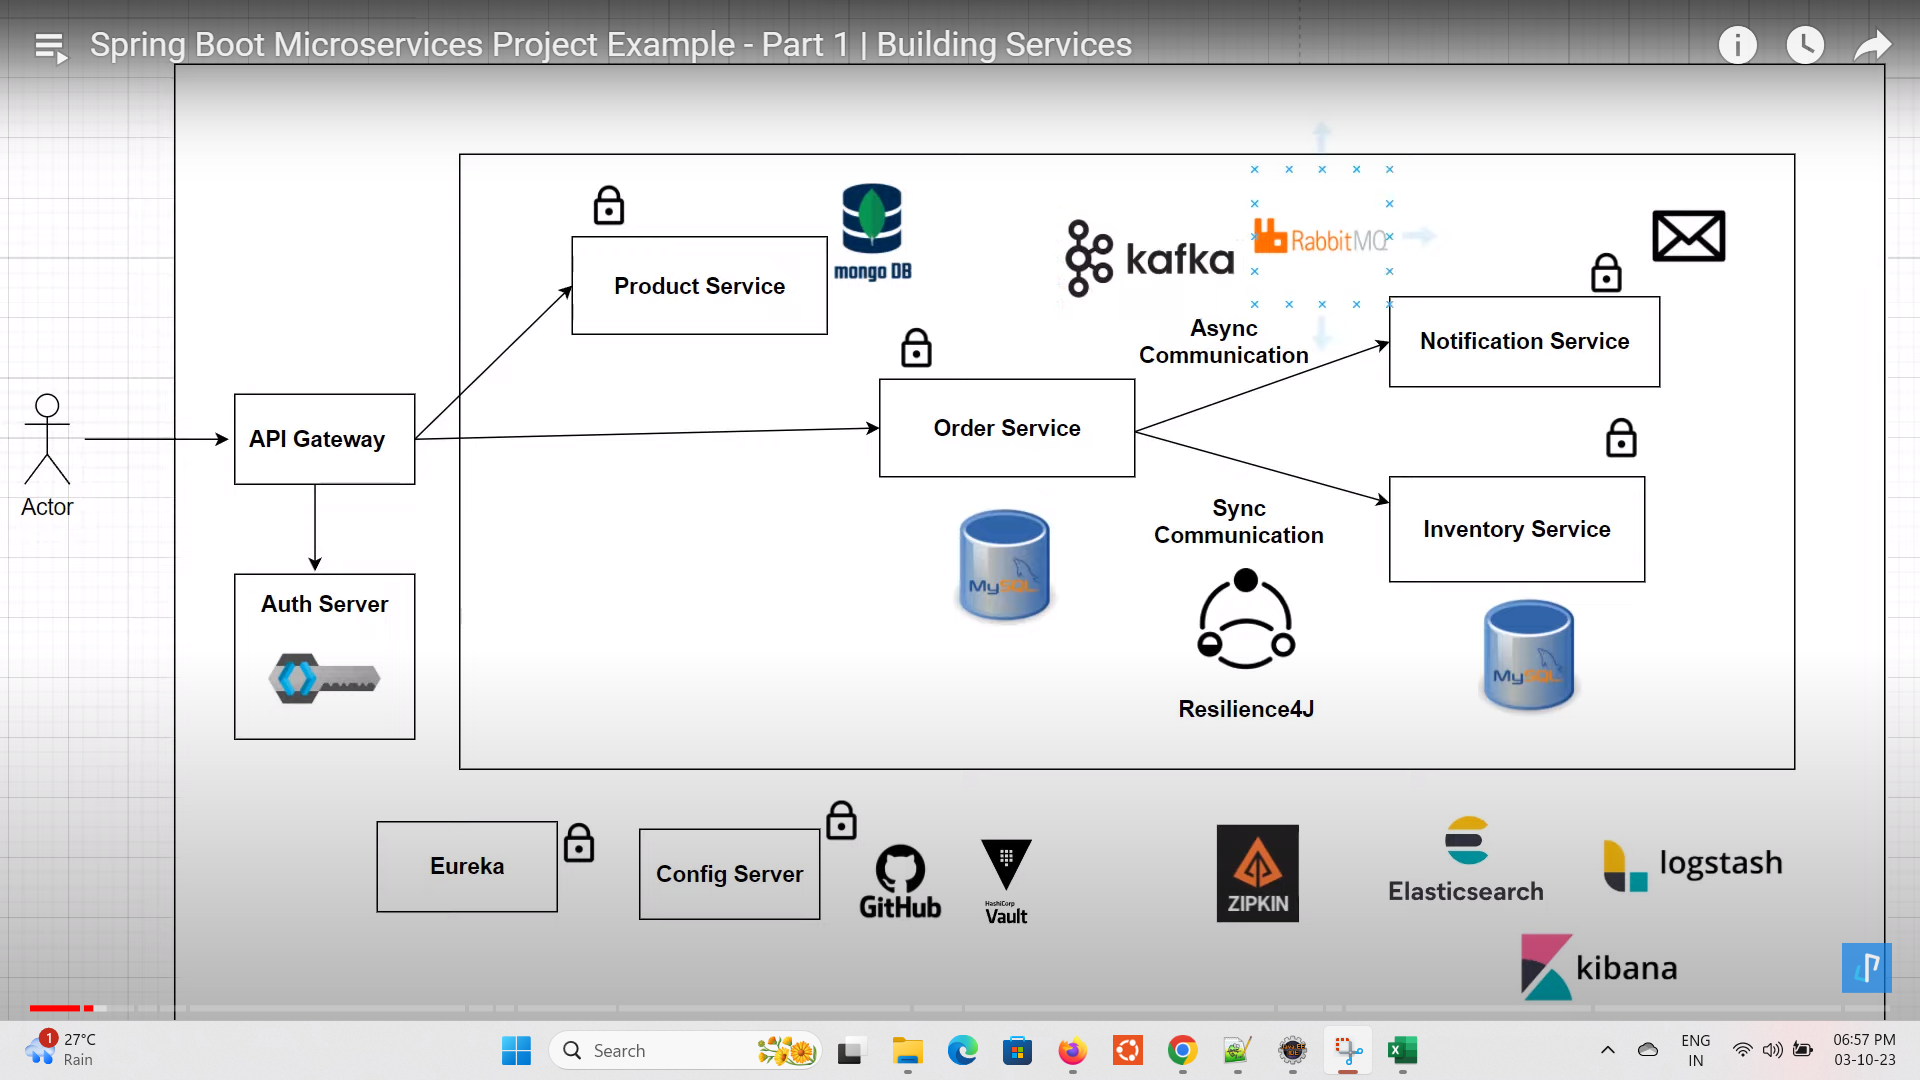 Spring Boot Microservices Project Example - Part 1 | Building Services
mongo DB
Product Service
kafka
RabbitMQ
Async
Communication
Notification Service
Order Service
API Gateway
Actor
Sync
Communication
Inventory Service
MySQL
Auth Server
MySQL
Resilience4J
Eureka
Config Server
GitHub
HashiCorp
Vault
ZIPKIN
Elasticsearch
logstash
kibana
1
27°C
Rain
Search
ENG
IN
06:57 PM
03-10-23